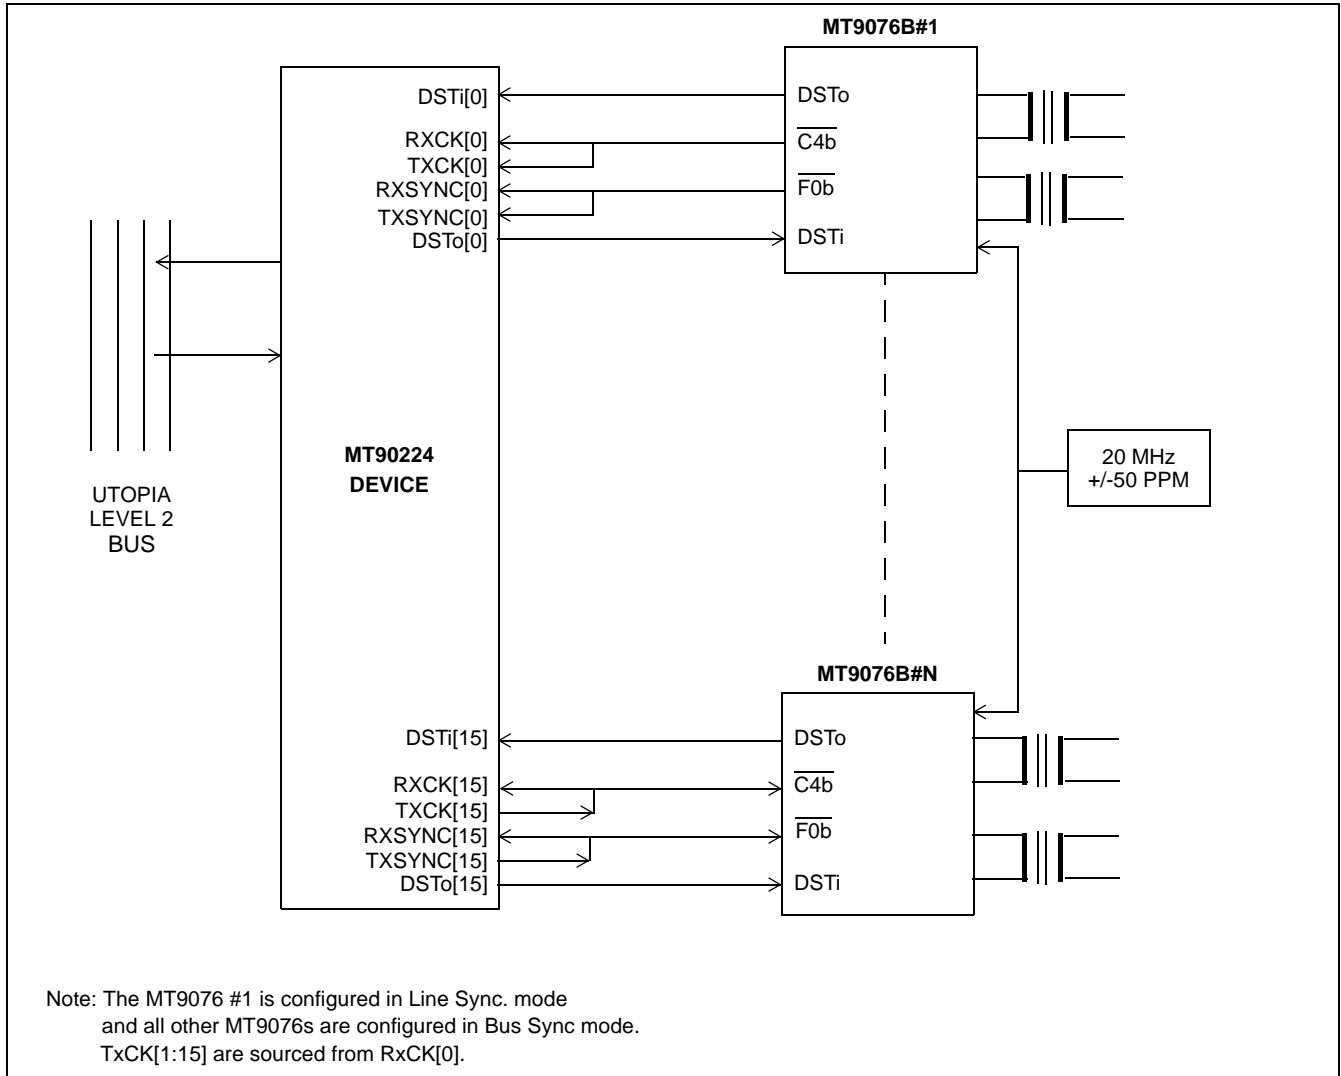 MT9076B#1
DSTi[0]
DSTo
RXCK[0]
C4b
TXCK[0]
RXSYNC[0]
F0b
TXSYNC[0]
DSTo[0]
DSTi
MT90224
DEVICE
20 MHz
+/-50 PPM
UTOPIA
LEVEL 2
BUS
MT9076B#N
DSTi[15]
DSTo
RXCK[15]
C4b
TXCK[15]
RXSYNC[15]
F0b
TXSYNC[15]
DSTo[15]
DSTi
Note: The MT9076 #1 is configured in Line Sync. mode
and all other MT9076s are configured in Bus Sync mode.
TxCK[1:15] are sourced from RxCK[0].